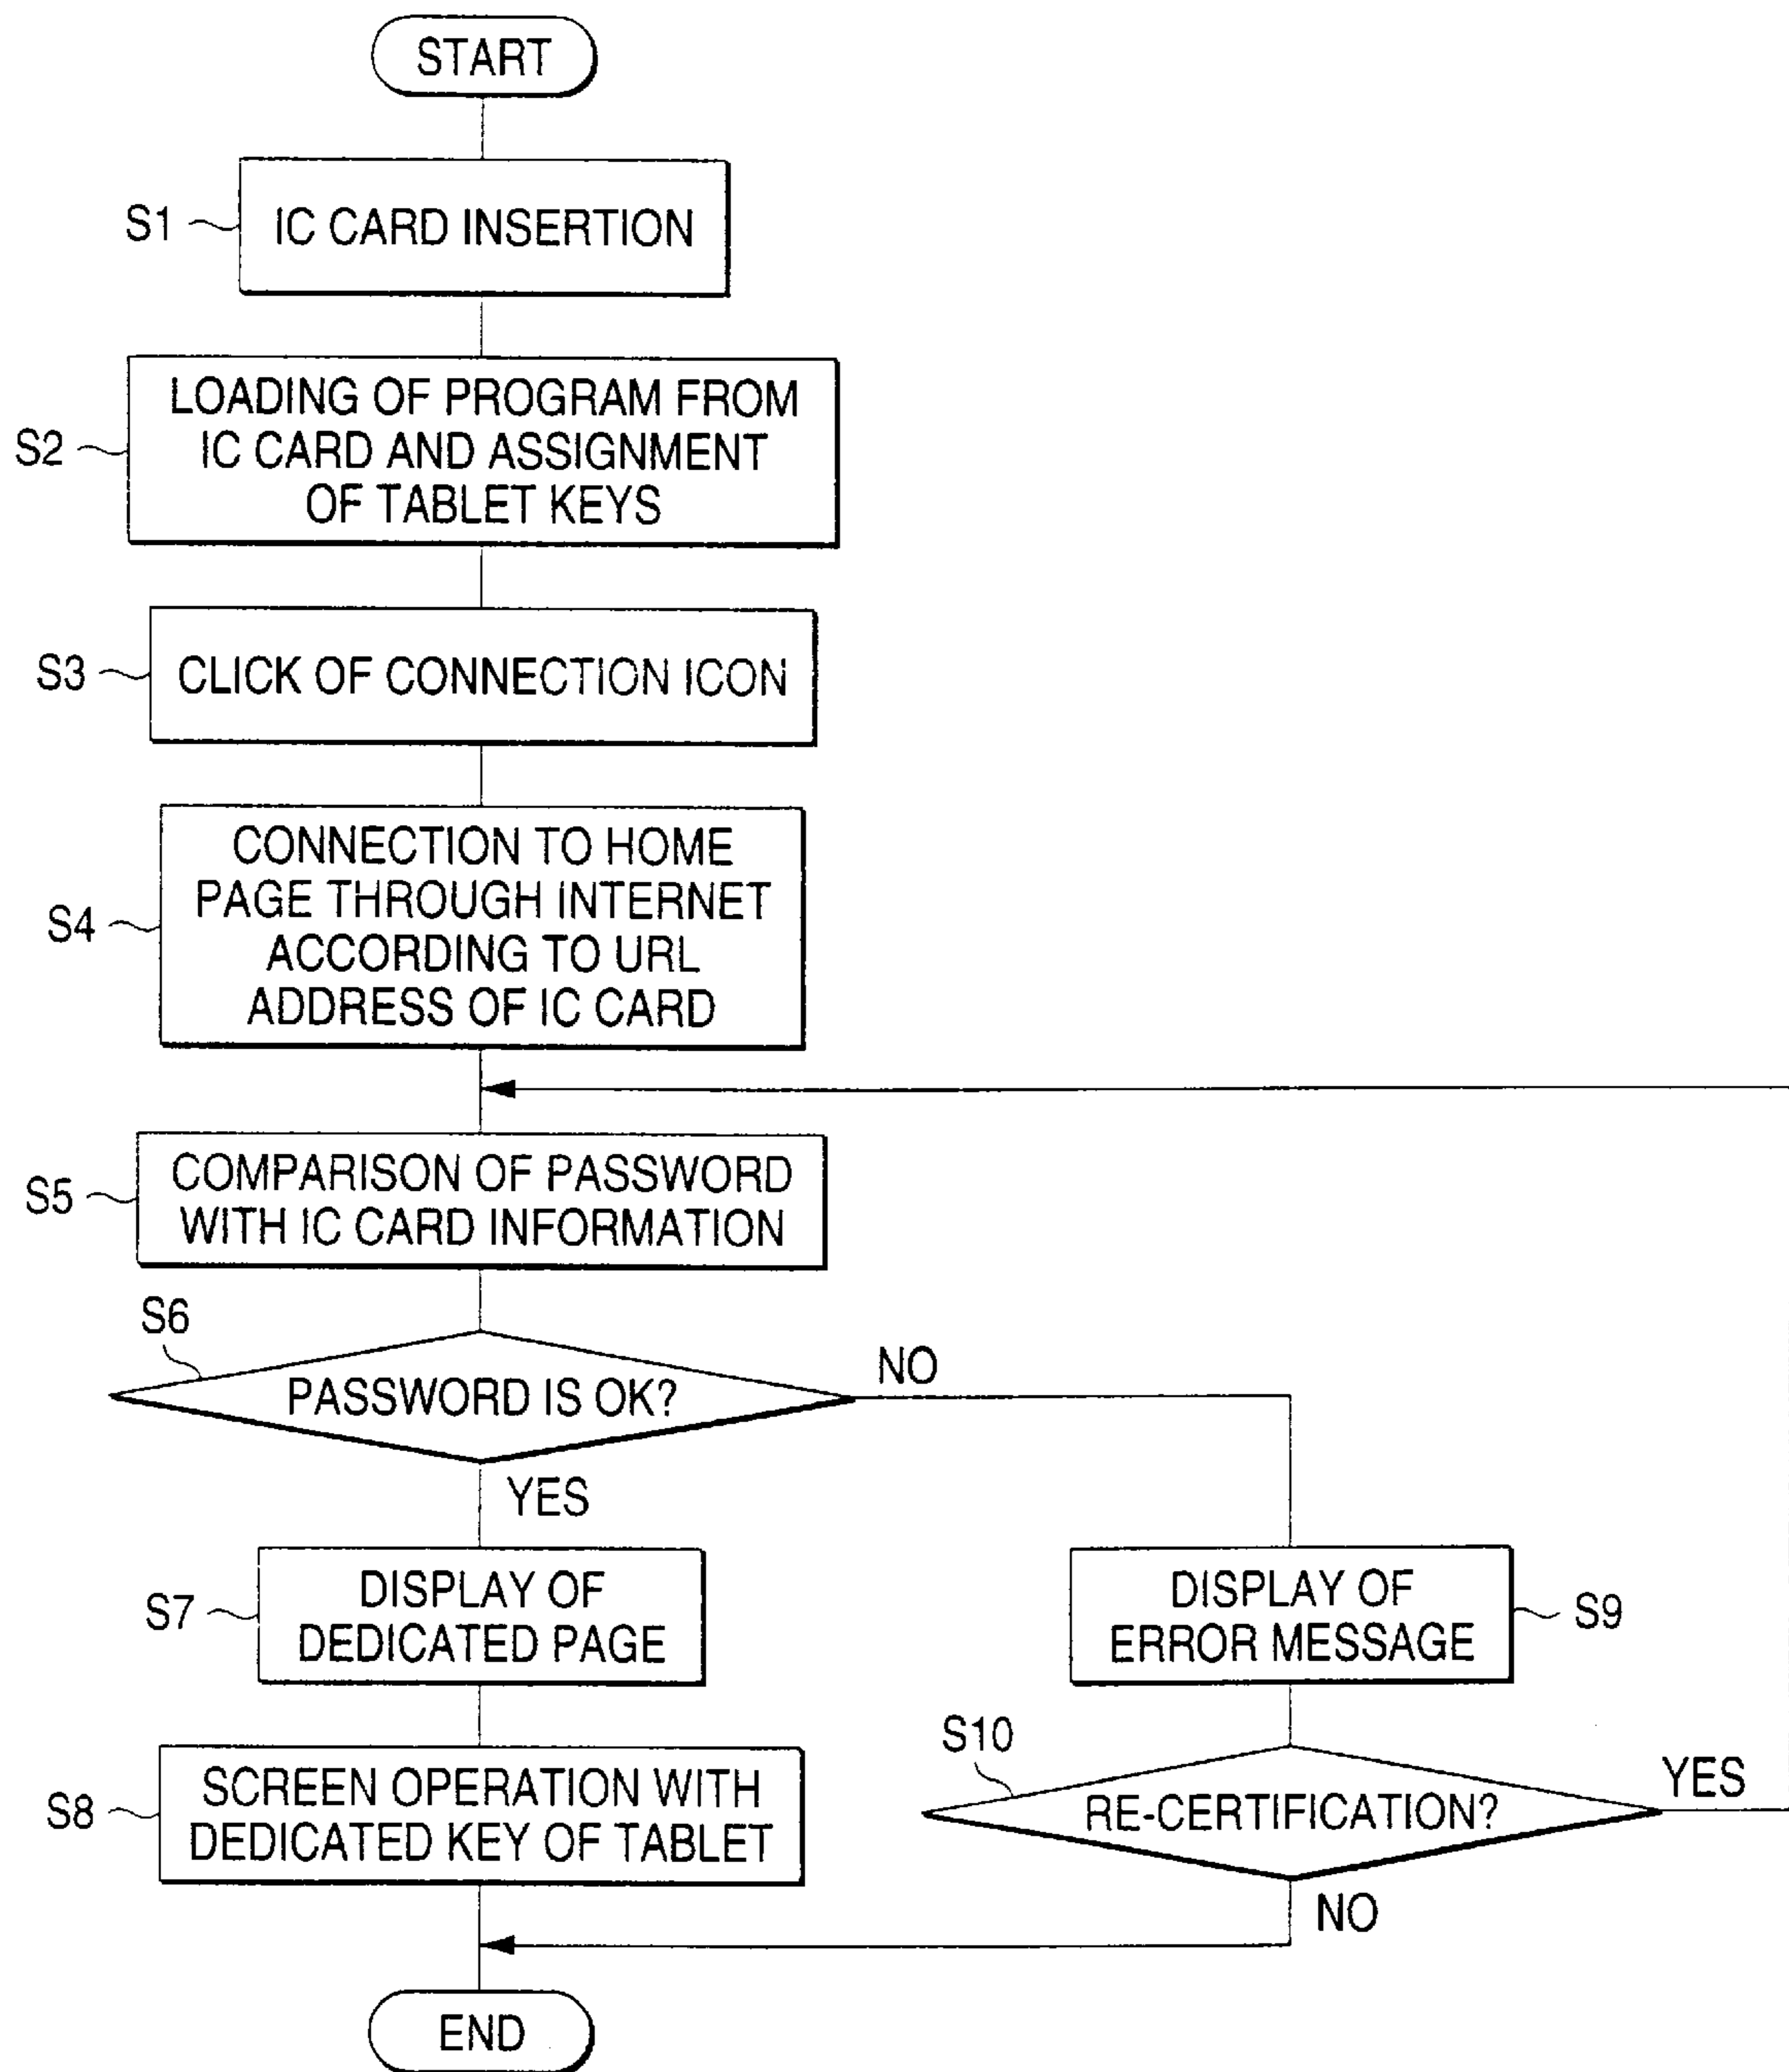 START
S1
IC CARD INSERTION
S2
LOADING OF PROGRAM FROM
IC CARD AND ASSIGNMENT
OF TABLET KEYS
S3
CLICK OF CONNECTION ICON
S4
CONNECTION TO HOME
PAGE THROUGH INTERNET
ACCORDING TO URL
ADDRESS OF IC CARD
S5
COMPARISON OF PASSWORD
WITH IC CARD INFORMATION
S6
PASSWORD IS OK?
NO
YES
S7
DISPLAY OF
DEDICATED PAGE
DISPLAY OF
ERROR MESSAGE
S9
S8
SCREEN OPERATION WITH
DEDICATED KEY OF TABLET
S10
RE-CERTIFICATION?
YES
NO
END